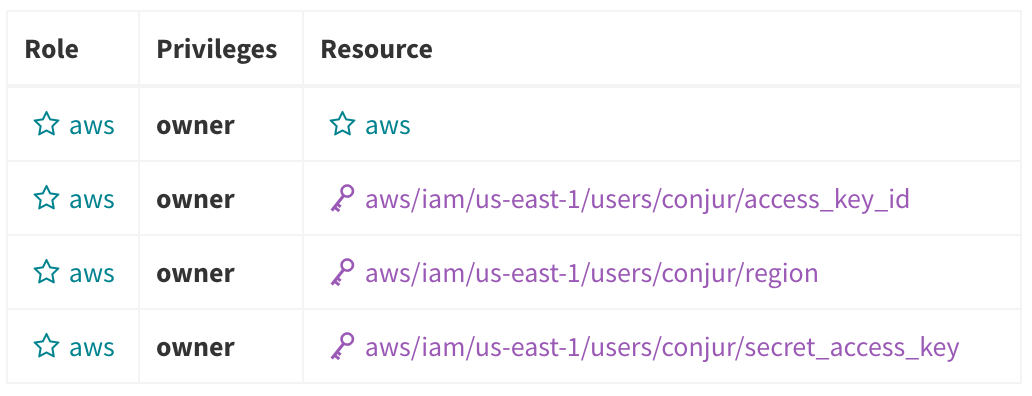 Role Privileges Resource
aws owner aws
aws owner aws/iam/us-east-1/users/conjur/access_key_id
aws owner aws/iam/us-east-1/users/conjur/region
aws owner aws/iam/us-east-1/users/conjur/secret_access_key